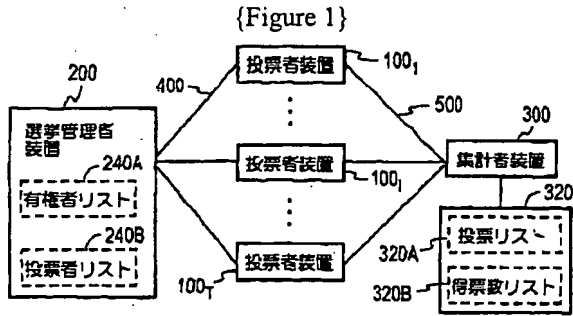 {Figure 1}
200
選挙管理者
装置
240A
有権者リスト
240B
投票者リスト
400
投票者装置
100₁
投票者装置
100ᵢ
投票者装置
100T
500
300
集計者装置
320
投票リスト
320A
得票数リスト
320B